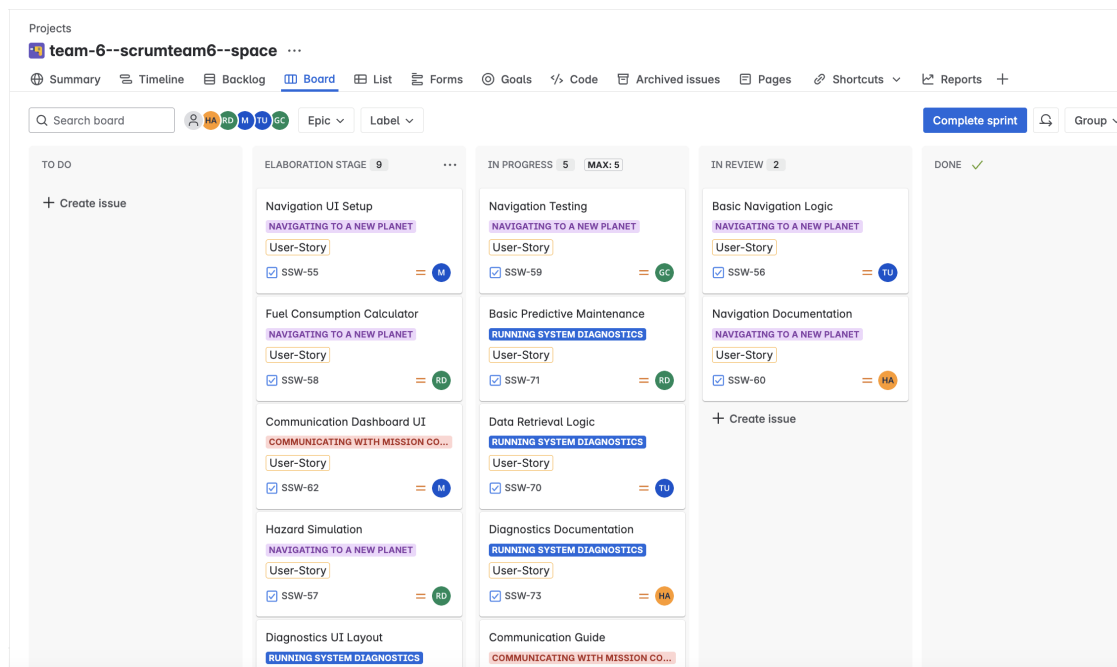 Projects
team-6--scrumteam6--space ...
Summary Timeline Backlog Board List Forms Goals Code Archived issues Pages Shortcuts Reports
Search board HA RD M TU GC Epic Label Complete sprint Group
TO DO
Create issue
ELABORATION STAGE 9 ...
Navigation UI Setup
NAVIGATING TO A NEW PLANET
User-Story
SSW-55 M
Fuel Consumption Calculator
NAVIGATING TO A NEW PLANET
User-Story
SSW-58 RD
Communication Dashboard UI
COMMUNICATING WITH MISSION CO...
User-Story
SSW-62 M
Hazard Simulation
NAVIGATING TO A NEW PLANET
User-Story
SSW-57 RD
Diagnostics UI Layout
RUNNING SYSTEM DIAGNOSTICS
IN PROGRESS 5 MAX: 5
Navigation Testing
NAVIGATING TO A NEW PLANET
User-Story
SSW-59 GC
Basic Predictive Maintenance
RUNNING SYSTEM DIAGNOSTICS
User-Story
SSW-71 RD
Data Retrieval Logic
RUNNING SYSTEM DIAGNOSTICS
User-Story
SSW-70 TU
Diagnostics Documentation
RUNNING SYSTEM DIAGNOSTICS
User-Story
SSW-73 HA
Communication Guide
COMMUNICATING WITH MISSION CO...
IN REVIEW 2
Basic Navigation Logic
NAVIGATING TO A NEW PLANET
User-Story
SSW-56 TU
Navigation Documentation
NAVIGATING TO A NEW PLANET
User-Story
SSW-60 HA
Create issue
DONE